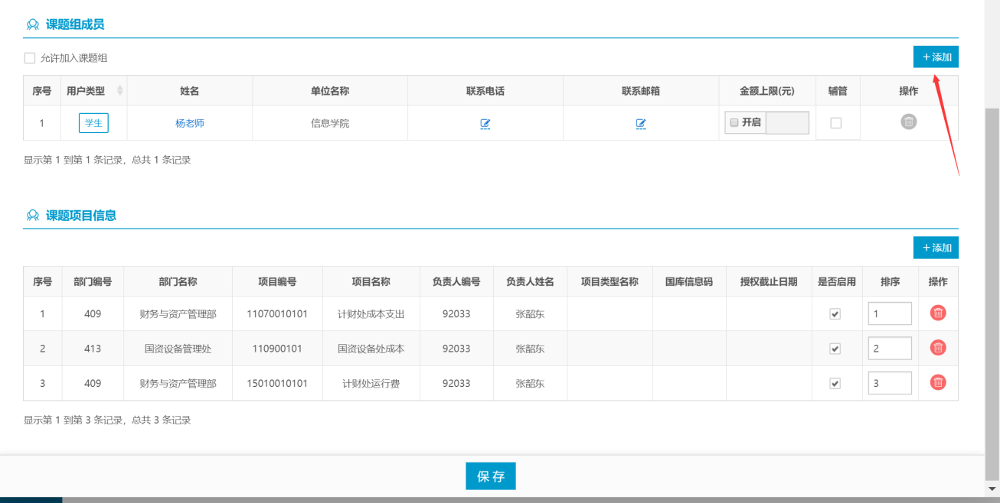 课题组成员
允许加入课题组
+添加
序号 用户类型 姓名 单位名称 联系电话 联系邮箱 金额上限(元) 辅管 操作
1 学生 杨老师 信息学院 开启
显示第 1 到第 1 条记录，总共 1 条记录
课题项目信息
+添加
序号 部门编号 部门名称 项目编号 项目名称 负责人编号 负责人姓名 项目类型名称 国库信息码 授权截止日期 是否启用 排序 操作
1 409 财务与资产管理部 11070010101 计财处成本支出 92033 张韶东 1
2 413 国资设备管理处 110900101 国资设备处成本 92033 张韶东 2
3 409 财务与资产管理部 15010010101 计财处运行费 92033 张韶东 3
显示第 1 到第 3 条记录，总共 3 条记录
保存